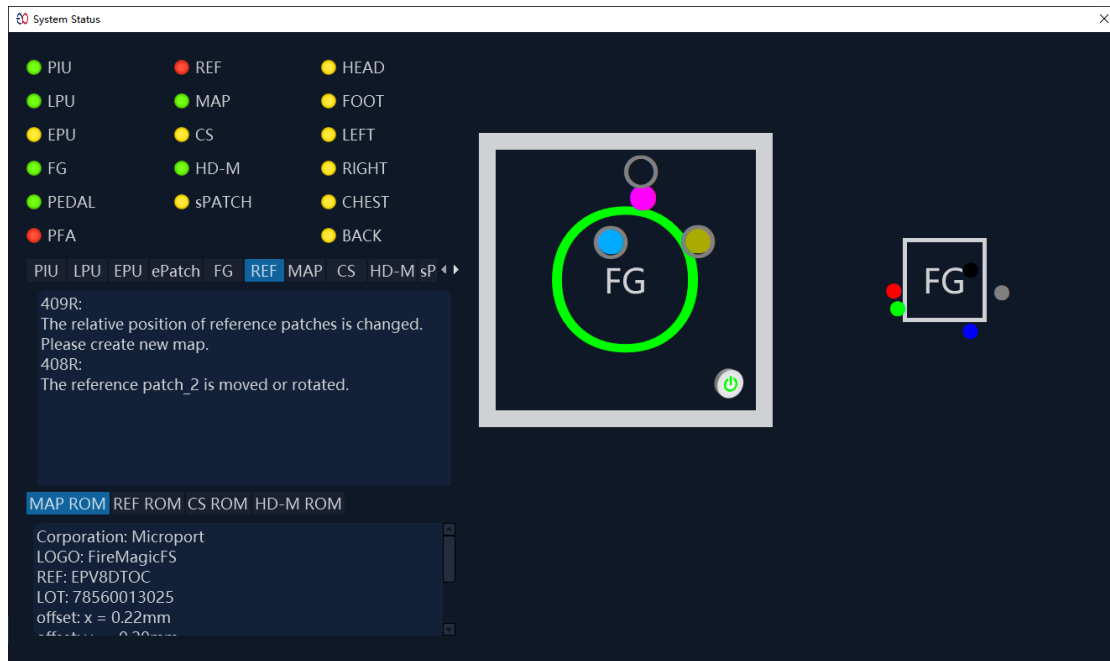 System Status
PIU
REF
HEAD
LPU
MAP
FOOT
EPU
CS
LEFT
FG
HD-M
RIGHT
PEDAL
sPATCH
CHEST
PFA
BACK
PIU LPU EPU ePatch FG REF MAP CS HD-M sP
409R:
The relative position of reference patches is changed.
Please create new map.
408R:
The reference patch_2 is moved or rotated.
MAP ROM REF ROM CS ROM HD-M ROM
Corporation: Microport
LOGO: FireMagicFS
REF: EPV8DTOC
LOT: 78560013025
offset: x = 0.22mm
FG
FG